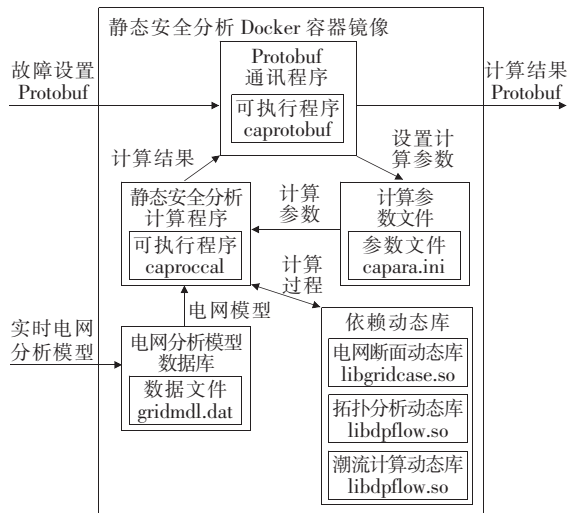 静态安全分析 Docker 容器镜像
Protobuf
通讯程序
可执行程序
caprotobuf
故障设置
Protobuf
计算结果
Protobuf
计算结果
设置计
算参数
静态安全分析
计算程序
可执行程序
caproccal
计算
参数
计算参
数文件
参数文件
capara.ini
计算
过程
电网模型
实时电网
分析模型
电网分析模型
数据库
数据文件
gridmdl.dat
依赖动态库
电网断面动态库
libgridcase.so
拓扑分析动态库
libdpflow.so
潮流计算动态库
libdpflow.so